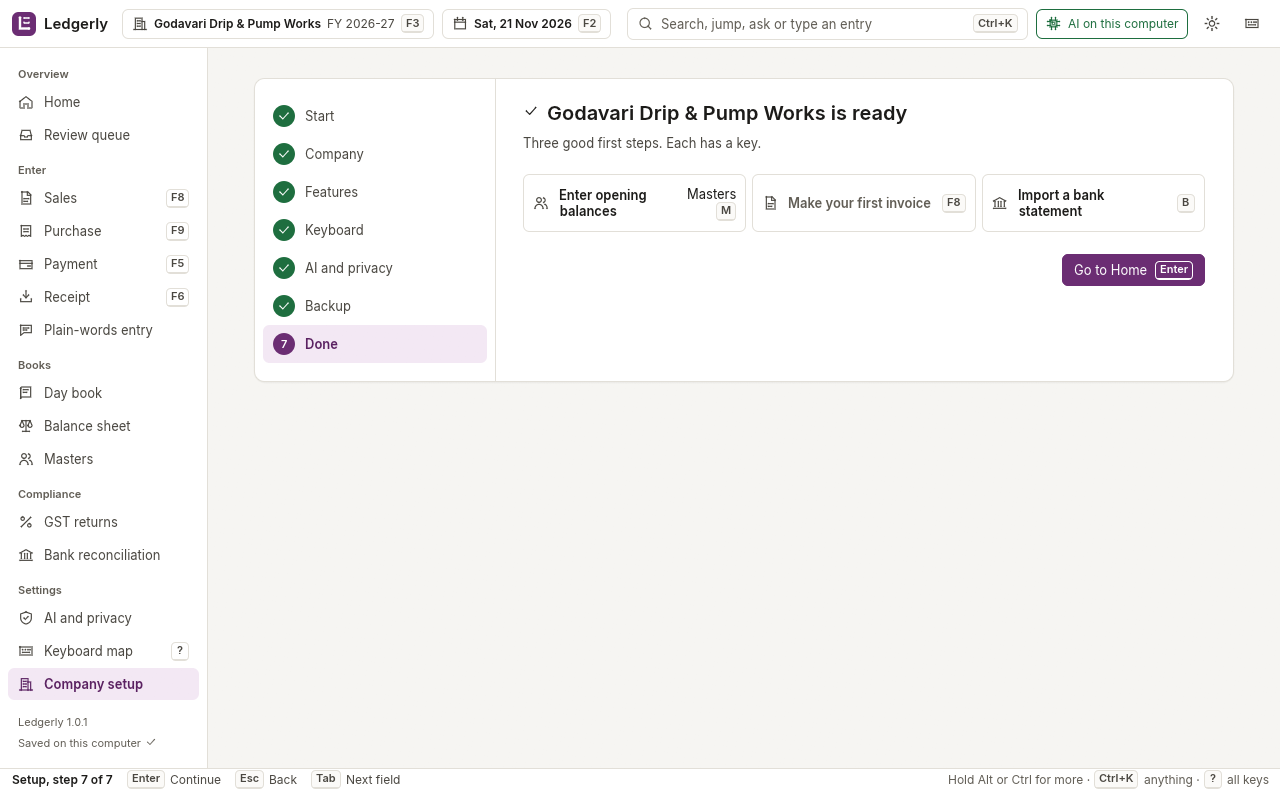 Ledgerly
Godavari Drip & Pump Works FY 2026-27 F3
Sat, 21 Nov 2026 F2
Search, jump, ask or type an entry Ctrl+K
AI on this computer
Overview
Home
Review queue
Enter
Sales F8
Purchase F9
Payment F5
Receipt F6
Plain-words entry
Books
Day book
Balance sheet
Masters
Compliance
GST returns
Bank reconciliation
Settings
AI and privacy
Keyboard map ?
Company setup
Ledgerly 1.0.1
Saved on this computer
Start
Company
Features
Keyboard
AI and privacy
Backup
7 Done
Godavari Drip & Pump Works is ready
Three good first steps. Each has a key.
Enter opening
balances
Masters
M
Make your first invoice F8
Import a bank
statement
B
Go to Home Enter
Setup, step 7 of 7 Enter Continue Esc Back Tab Next field
Hold Alt or Ctrl for more · Ctrl+K anything · ? all keys